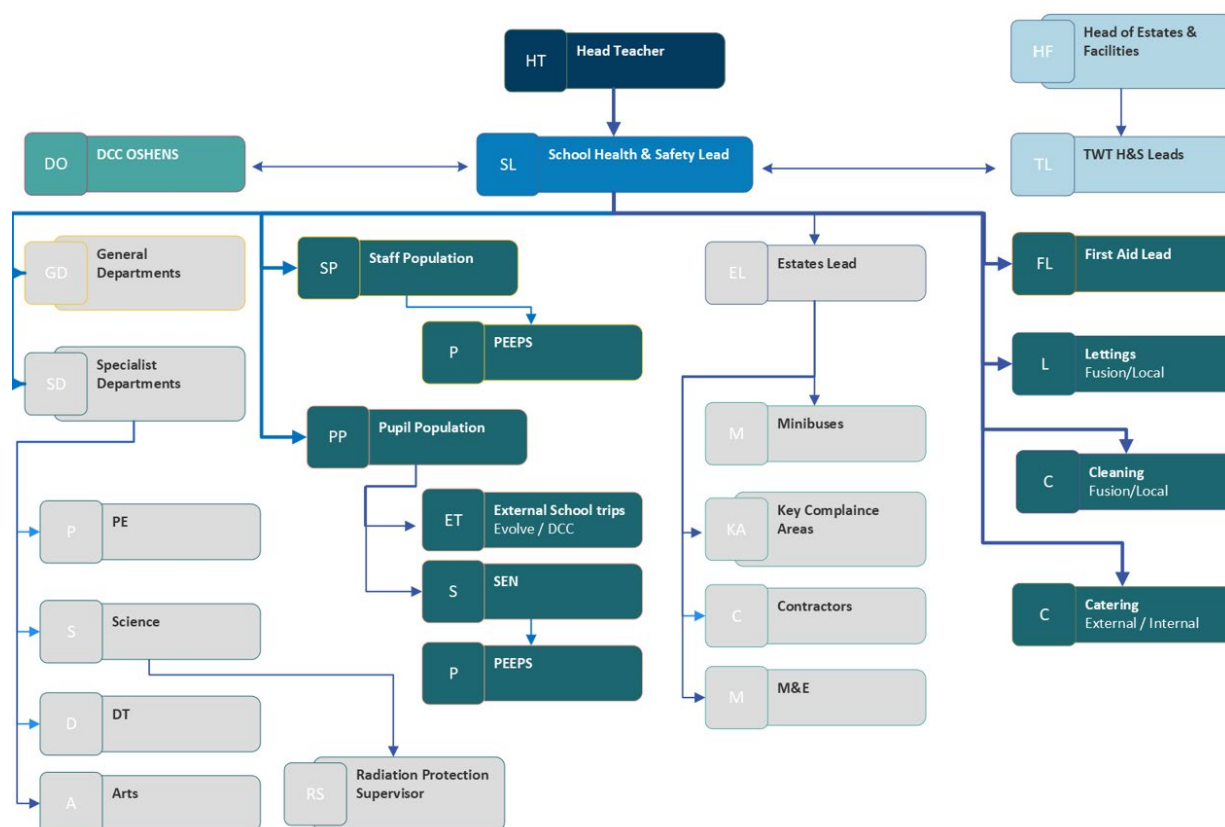 HT
Head Teacher
HF
Head of Estates &
Facilities
DO
DCC OSHENS
SL
School Health & Safety Lead
TL
TWT H&S Leads
GD
General
Departments
SP
Staff Population
EL
Estates Lead
FL
First Aid Lead
P
PEEPS
SD
Specialist
Departments
L
Lettings
Fusion/Local
PP
Pupil Population
M
Minibuses
C
Cleaning
Fusion/Local
P
PE
ET
External School trips
Evolve / DCC
KA
Key Complaince
Areas
S
SEN
S
Science
C
Contractors
C
Catering
External / Internal
P
PEEPS
M
M&E
D
DT
A
Arts
RS
Radiation Protection
Supervisor